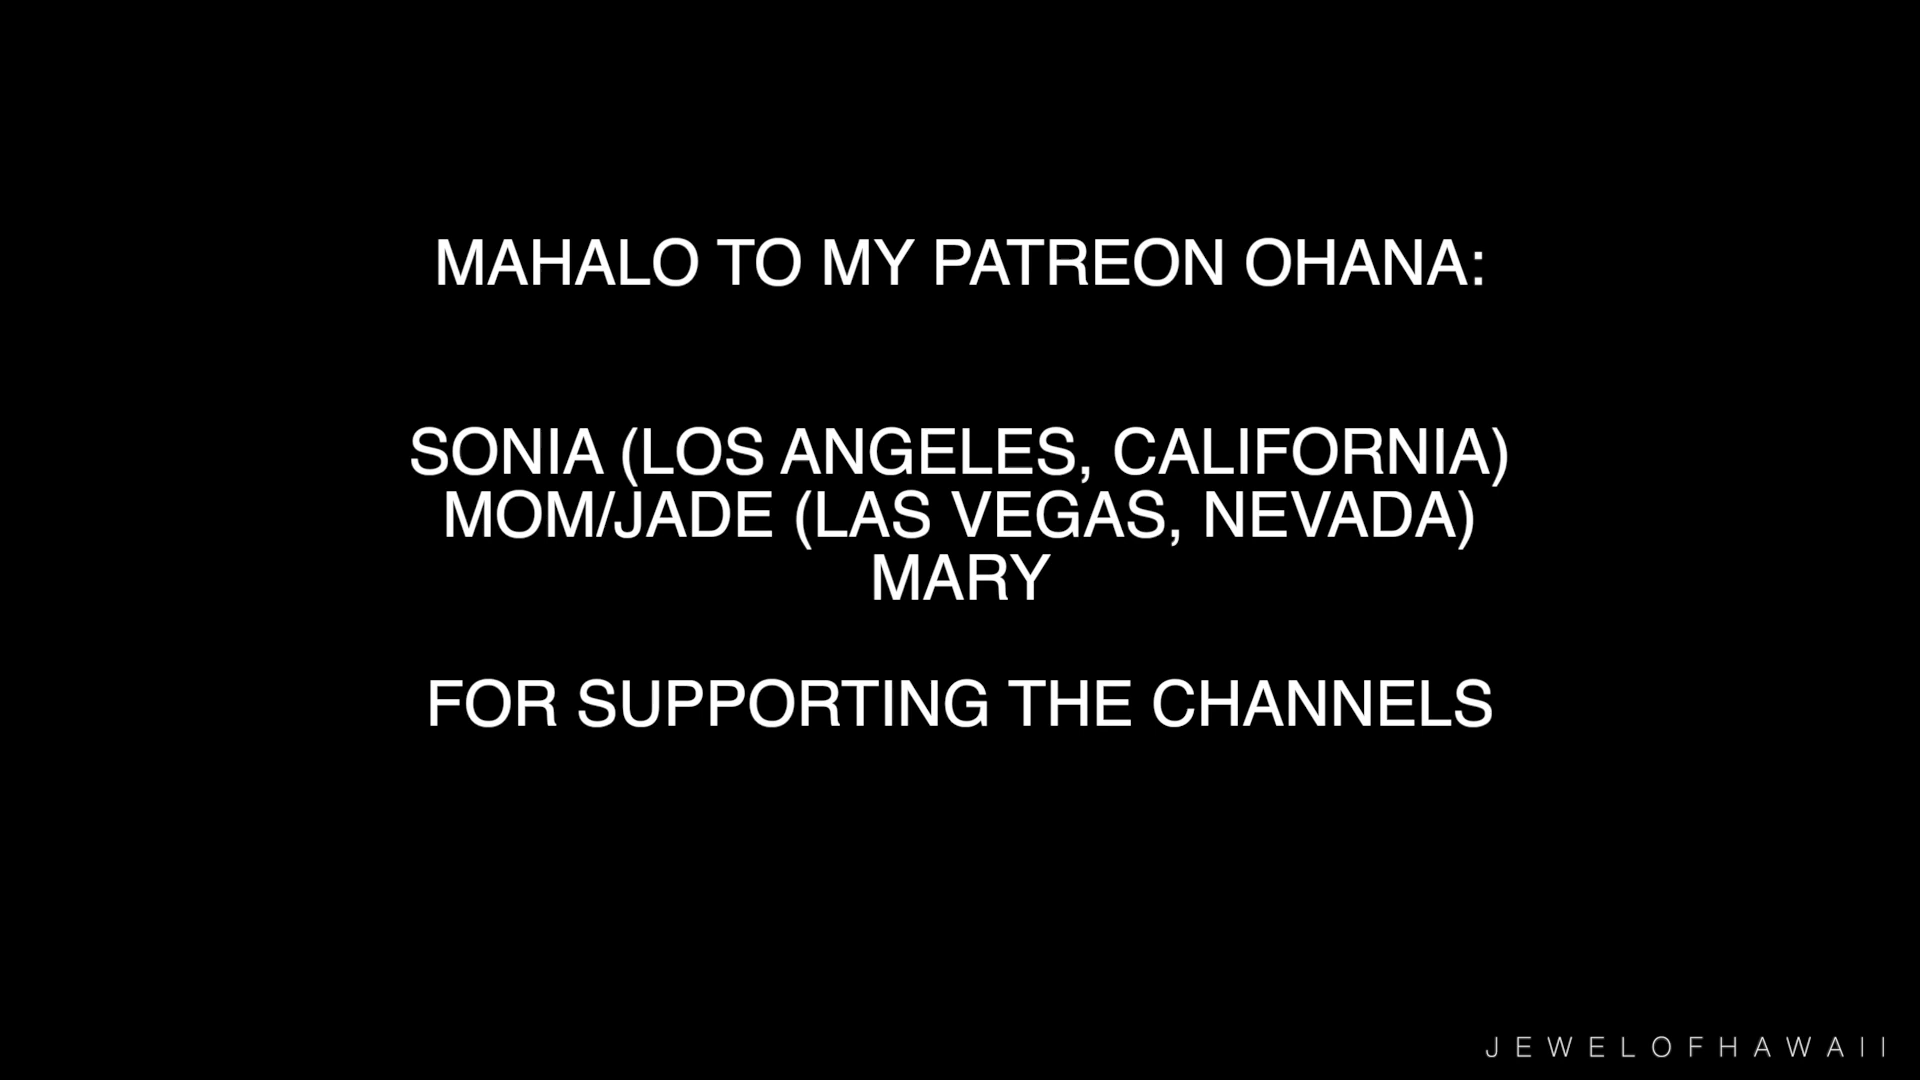 MAHALO TO MY PATREON OHANA:
SONIA (LOS ANGELES, CALIFORNIA)
MOM/JADE (LAS VEGAS, NEVADA)
MARY
FOR SUPPORTING THE CHANNELS
JEWELOFHAWAII